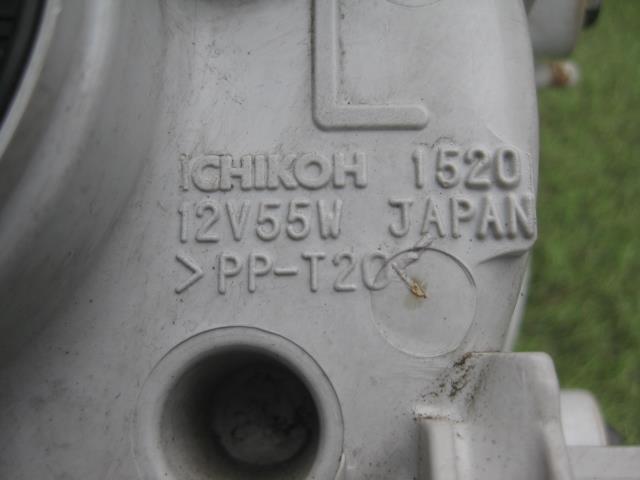 L
ICHIKOH 1520
12V55W JAPAN
>PP-T20<